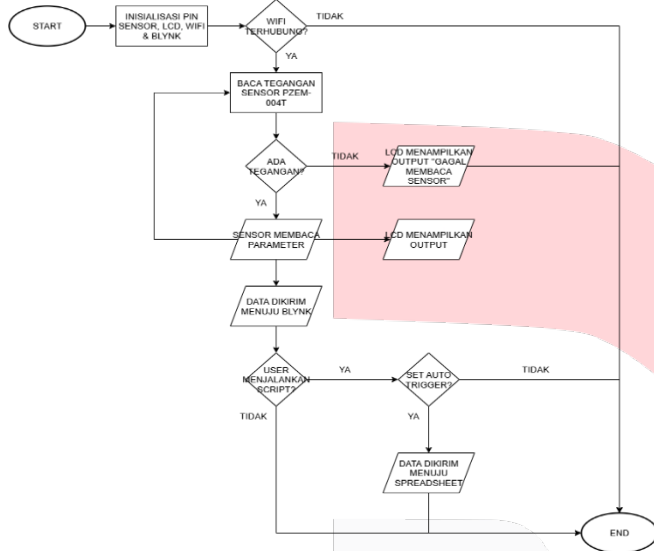 START
INISIALISASI PIN
SENSOR, LCD, WIFI
& BLYNK
WIFI
TERHUBUNG?
TIDAK
YA
BACA TEGANGAN
SENSOR PZEM-
004T
ADA
TEGANGAN?
TIDAK
LCD MENAMPILKAN
OUTPUT "GAGAL
MEMBACA
SENSOR"
YA
SENSOR MEMBACA
PARAMETER
LCD MENAMPILKAN
OUTPUT
DATA DIKIRIM
MENUJU BLYNK
USER
MENJALANKAN
SCRIPT?
YA
SET AUTO
TRIGGER?
TIDAK
TIDAK
YA
DATA DIKIRIM
MENUJU
SPREADSHEET
END